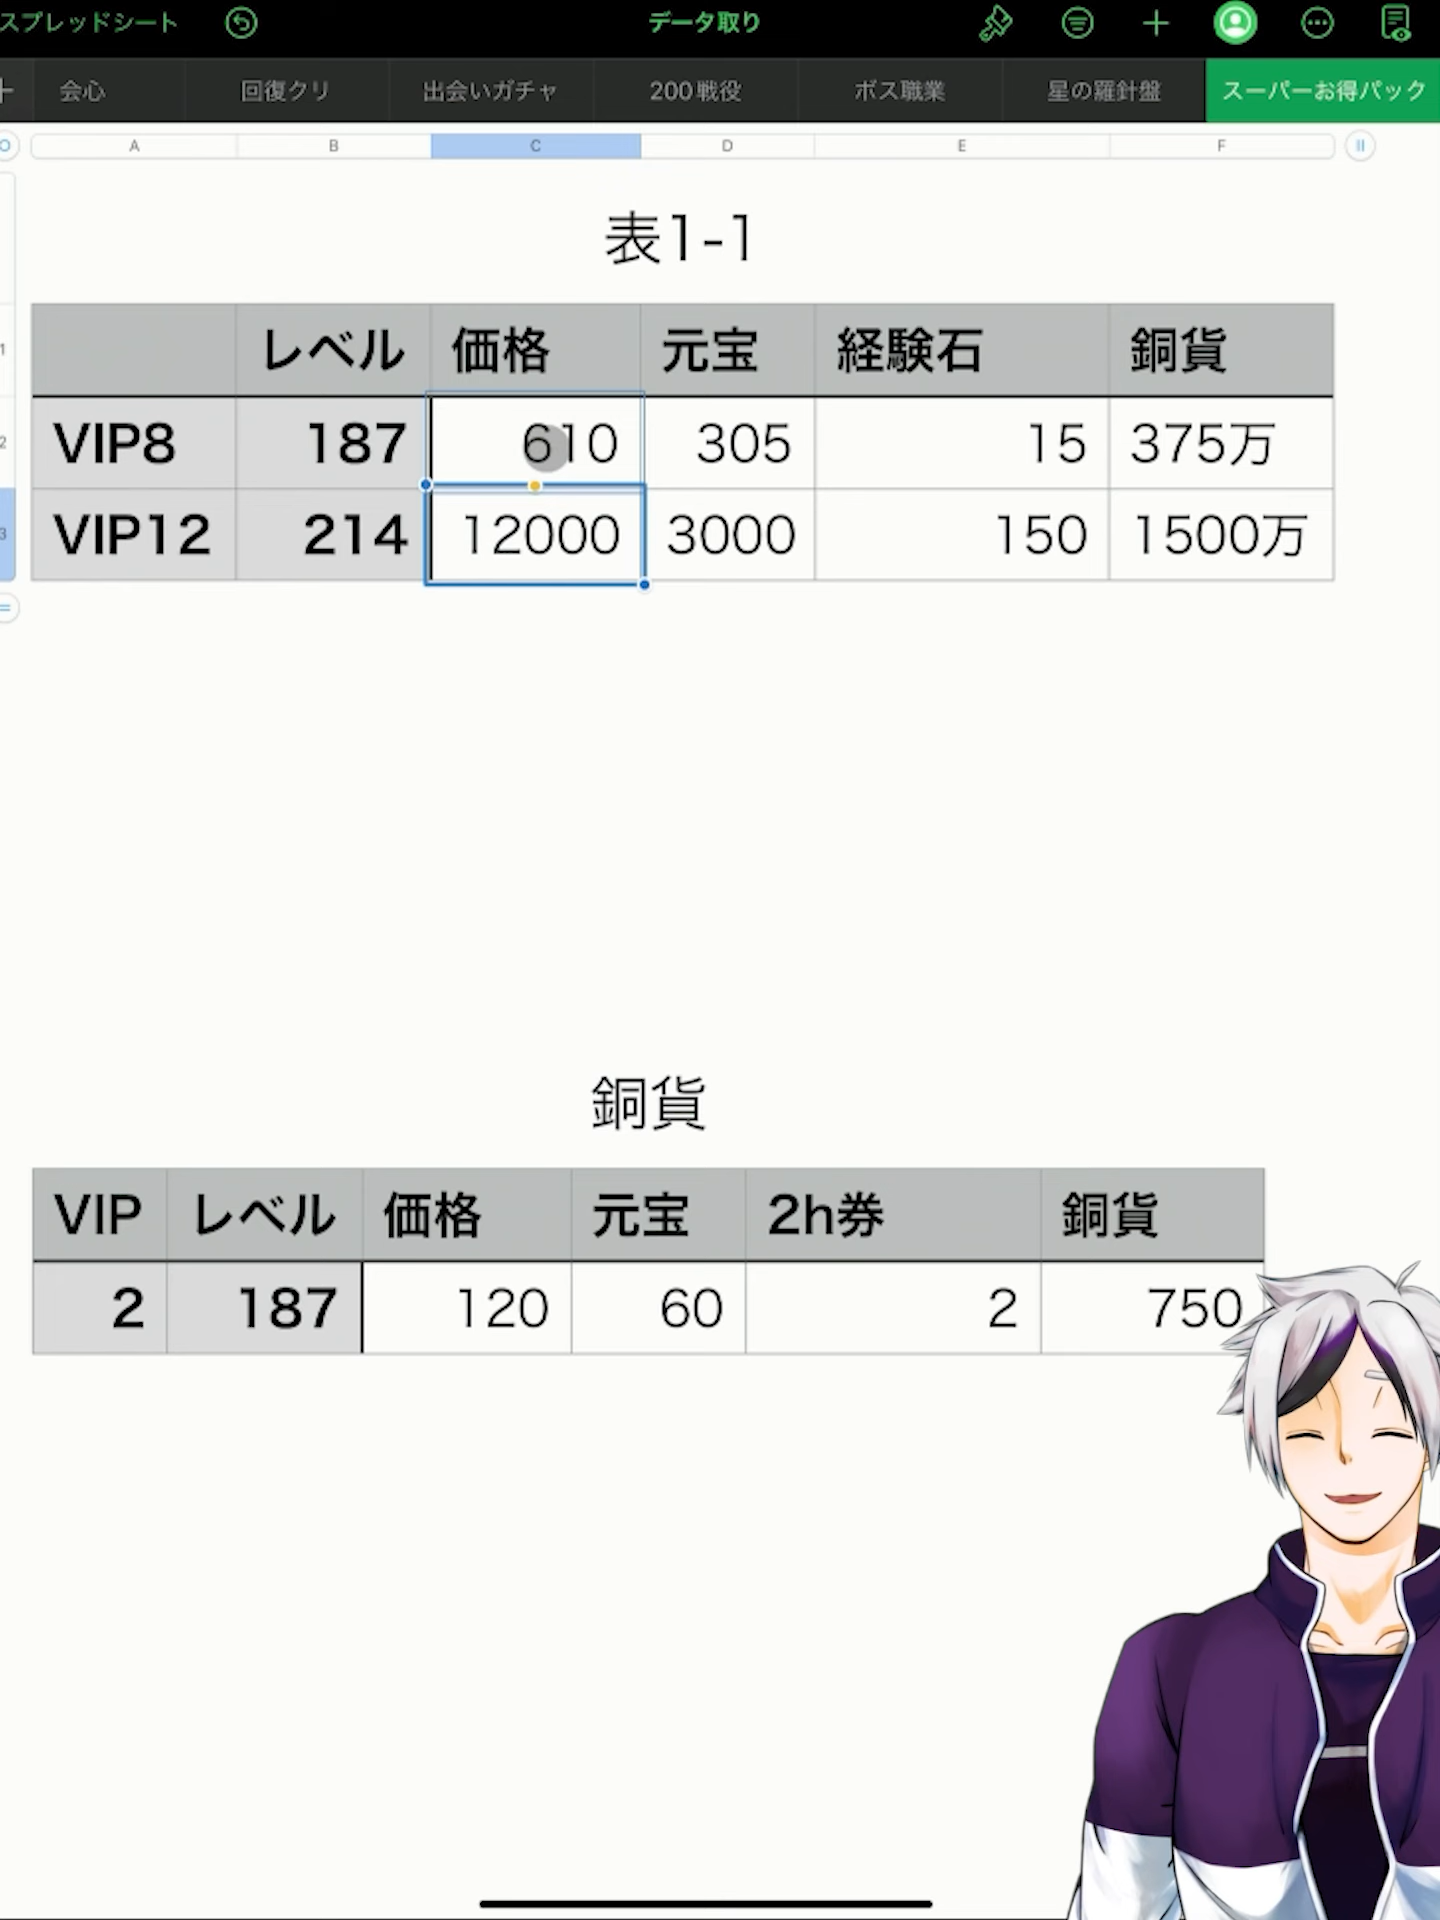 スプレッドシート データ取り
会心 回復クリ 出会いガチャ 200戦役 ボス職業 星の羅針盤 スーパーお得パック
A B C D E F
表1-1
レベル 価格 元宝 経験石 銅貨
1
VIP8 187 610 305 15 375万
2
VIP12 214 12000 3000 150 1500万
3
銅貨
VIP レベル 価格 元宝 2h券 銅貨
2 187 120 60 2 750